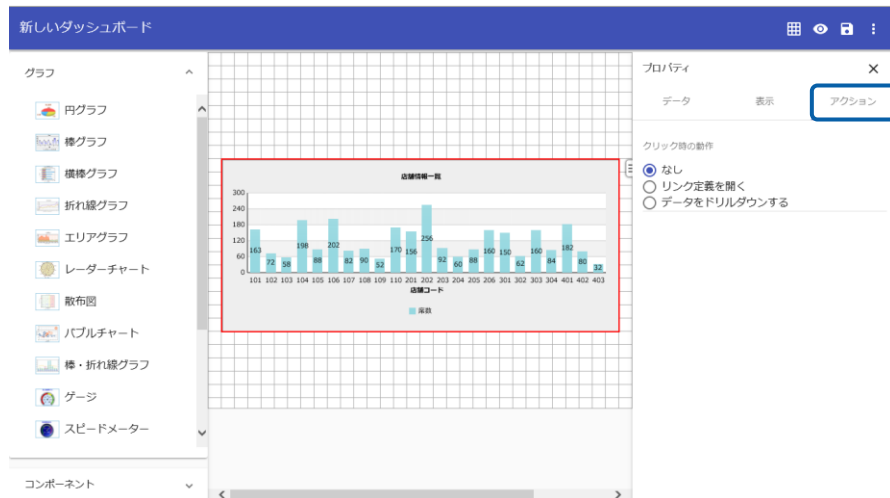 新しいダッシュボード
グラフ
円グラフ
棒グラフ
横棒グラフ
折れ線グラフ
エリアグラフ
レーダーチャート
散布図
バブルチャート
棒・折れ線グラフ
ゲージ
スピードメーター
コンポーネント
店舗情報一覧
300
240
180
120
60
0
163 72 58 198 88 202 82 90 52 170 156 256 92 60 88 160 150 62 160 84 182 80 32
101 102 103 104 105 106 107 108 109 110 201 202 203 204 205 206 301 302 303 304 401 402 403
店舗コード
席数
プロパティ
データ 表示 アクション
クリック時の動作
なし
リンク定義を開く
データをドリルダウンする